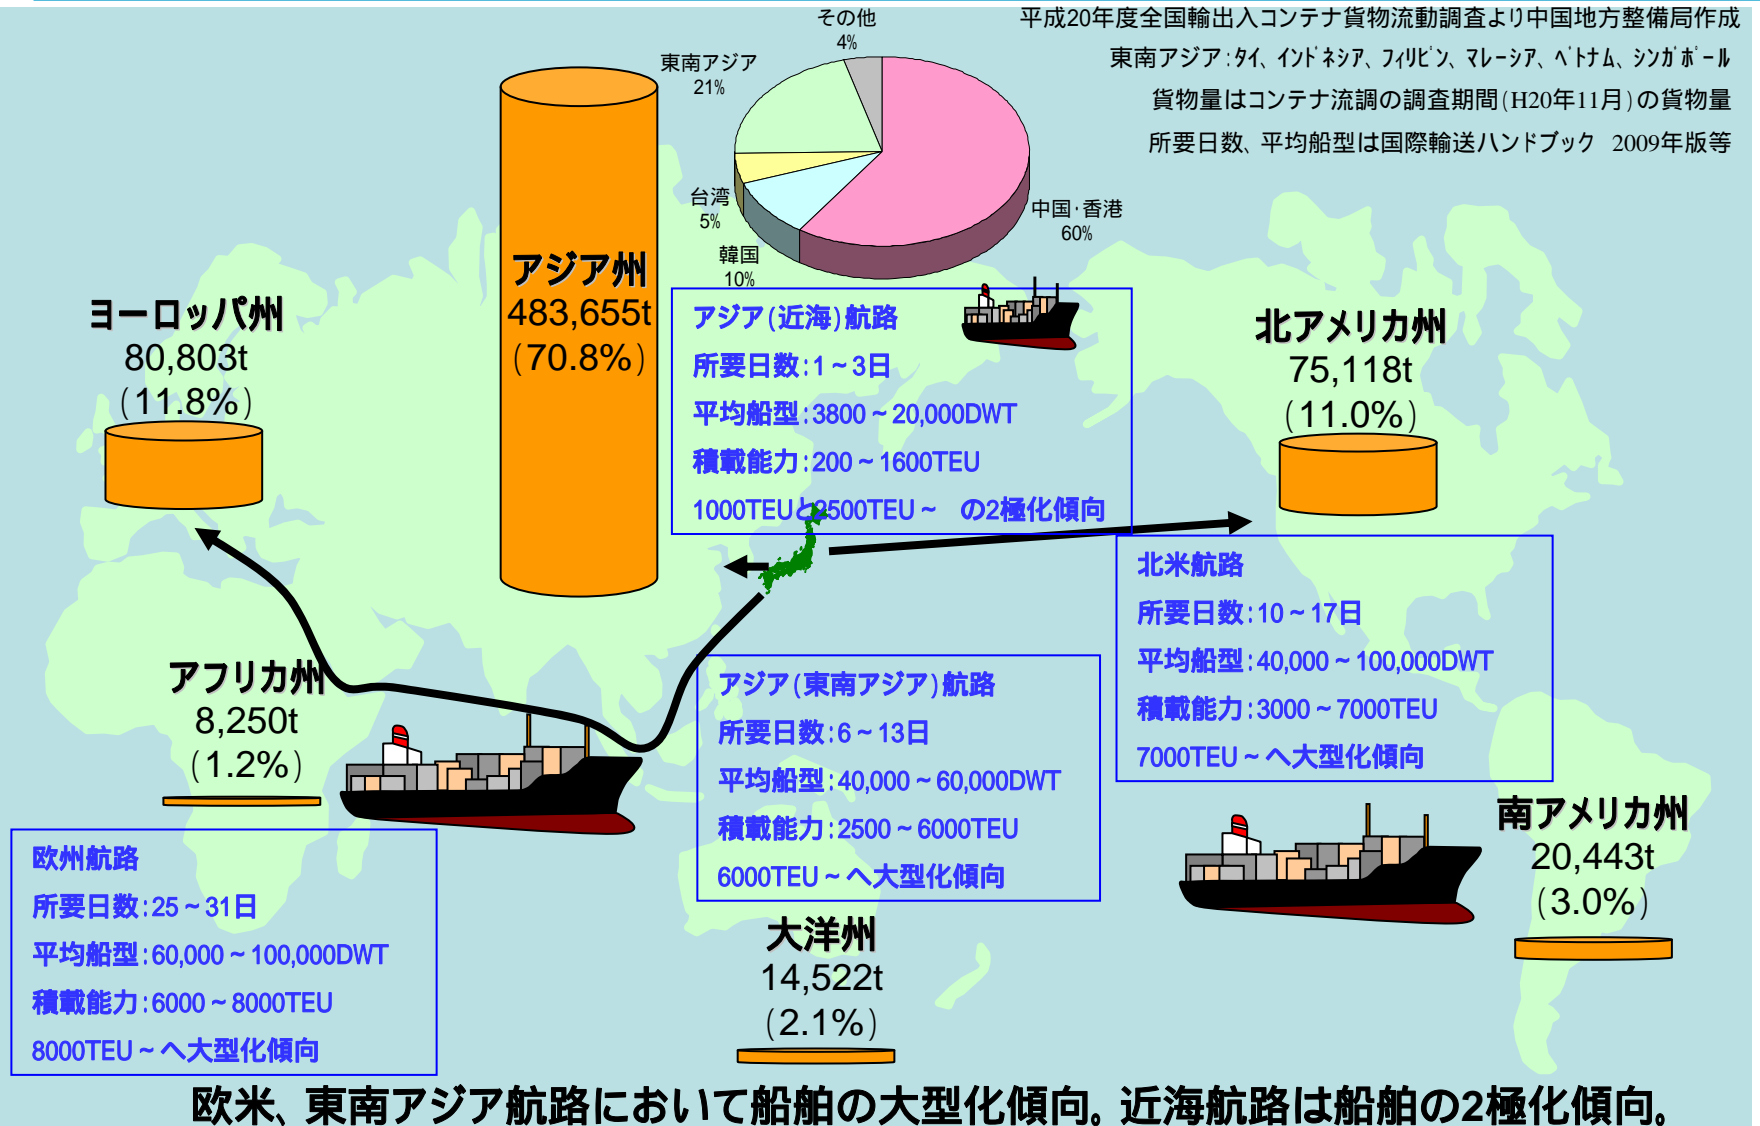 平成20年度全国輸出入コンテナ貨物流動調査より中国地方整備局作成
東南アジア:ﾀｲ、ｲﾝﾄﾞﾈｼｱ、ﾌｨﾘﾋﾟﾝ、ﾏﾚｰｼｱ、ﾍﾞﾄﾅﾑ、ｼﾝｶﾞﾎﾟｰﾙ
貨物量はコンテナ流調の調査期間(H20年11月)の貨物量
所要日数、平均船型は国際輸送ハンドブック 2009年版等
その他
4%
東南アジア
21%
台湾
5%
韓国
10%
中国･香港
60%
アジア州
483,655t
(70.8%)
ヨーロッパ州
80,803t
(11.8%)
北アメリカ州
75,118t
(11.0%)
アジア(近海)航路
所要日数:1~3日
平均船型:3800~20,000DWT
積載能力:200~1600TEU
1000TEUと2500TEU~ の2極化傾向
北米航路
所要日数:10~17日
平均船型:40,000~100,000DWT
積載能力:3000~7000TEU
7000TEU~へ大型化傾向
アフリカ州
8,250t
(1.2%)
アジア(東南アジア)航路
所要日数:6~13日
平均船型:40,000~60,000DWT
積載能力:2500~6000TEU
6000TEU~へ大型化傾向
南アメリカ州
20,443t
(3.0%)
欧州航路
所要日数:25~31日
平均船型:60,000~100,000DWT
積載能力:6000~8000TEU
8000TEU~へ大型化傾向
大洋州
14,522t
(2.1%)
欧米、東南アジア航路において船舶の大型化傾向。近海航路は船舶の2極化傾向。